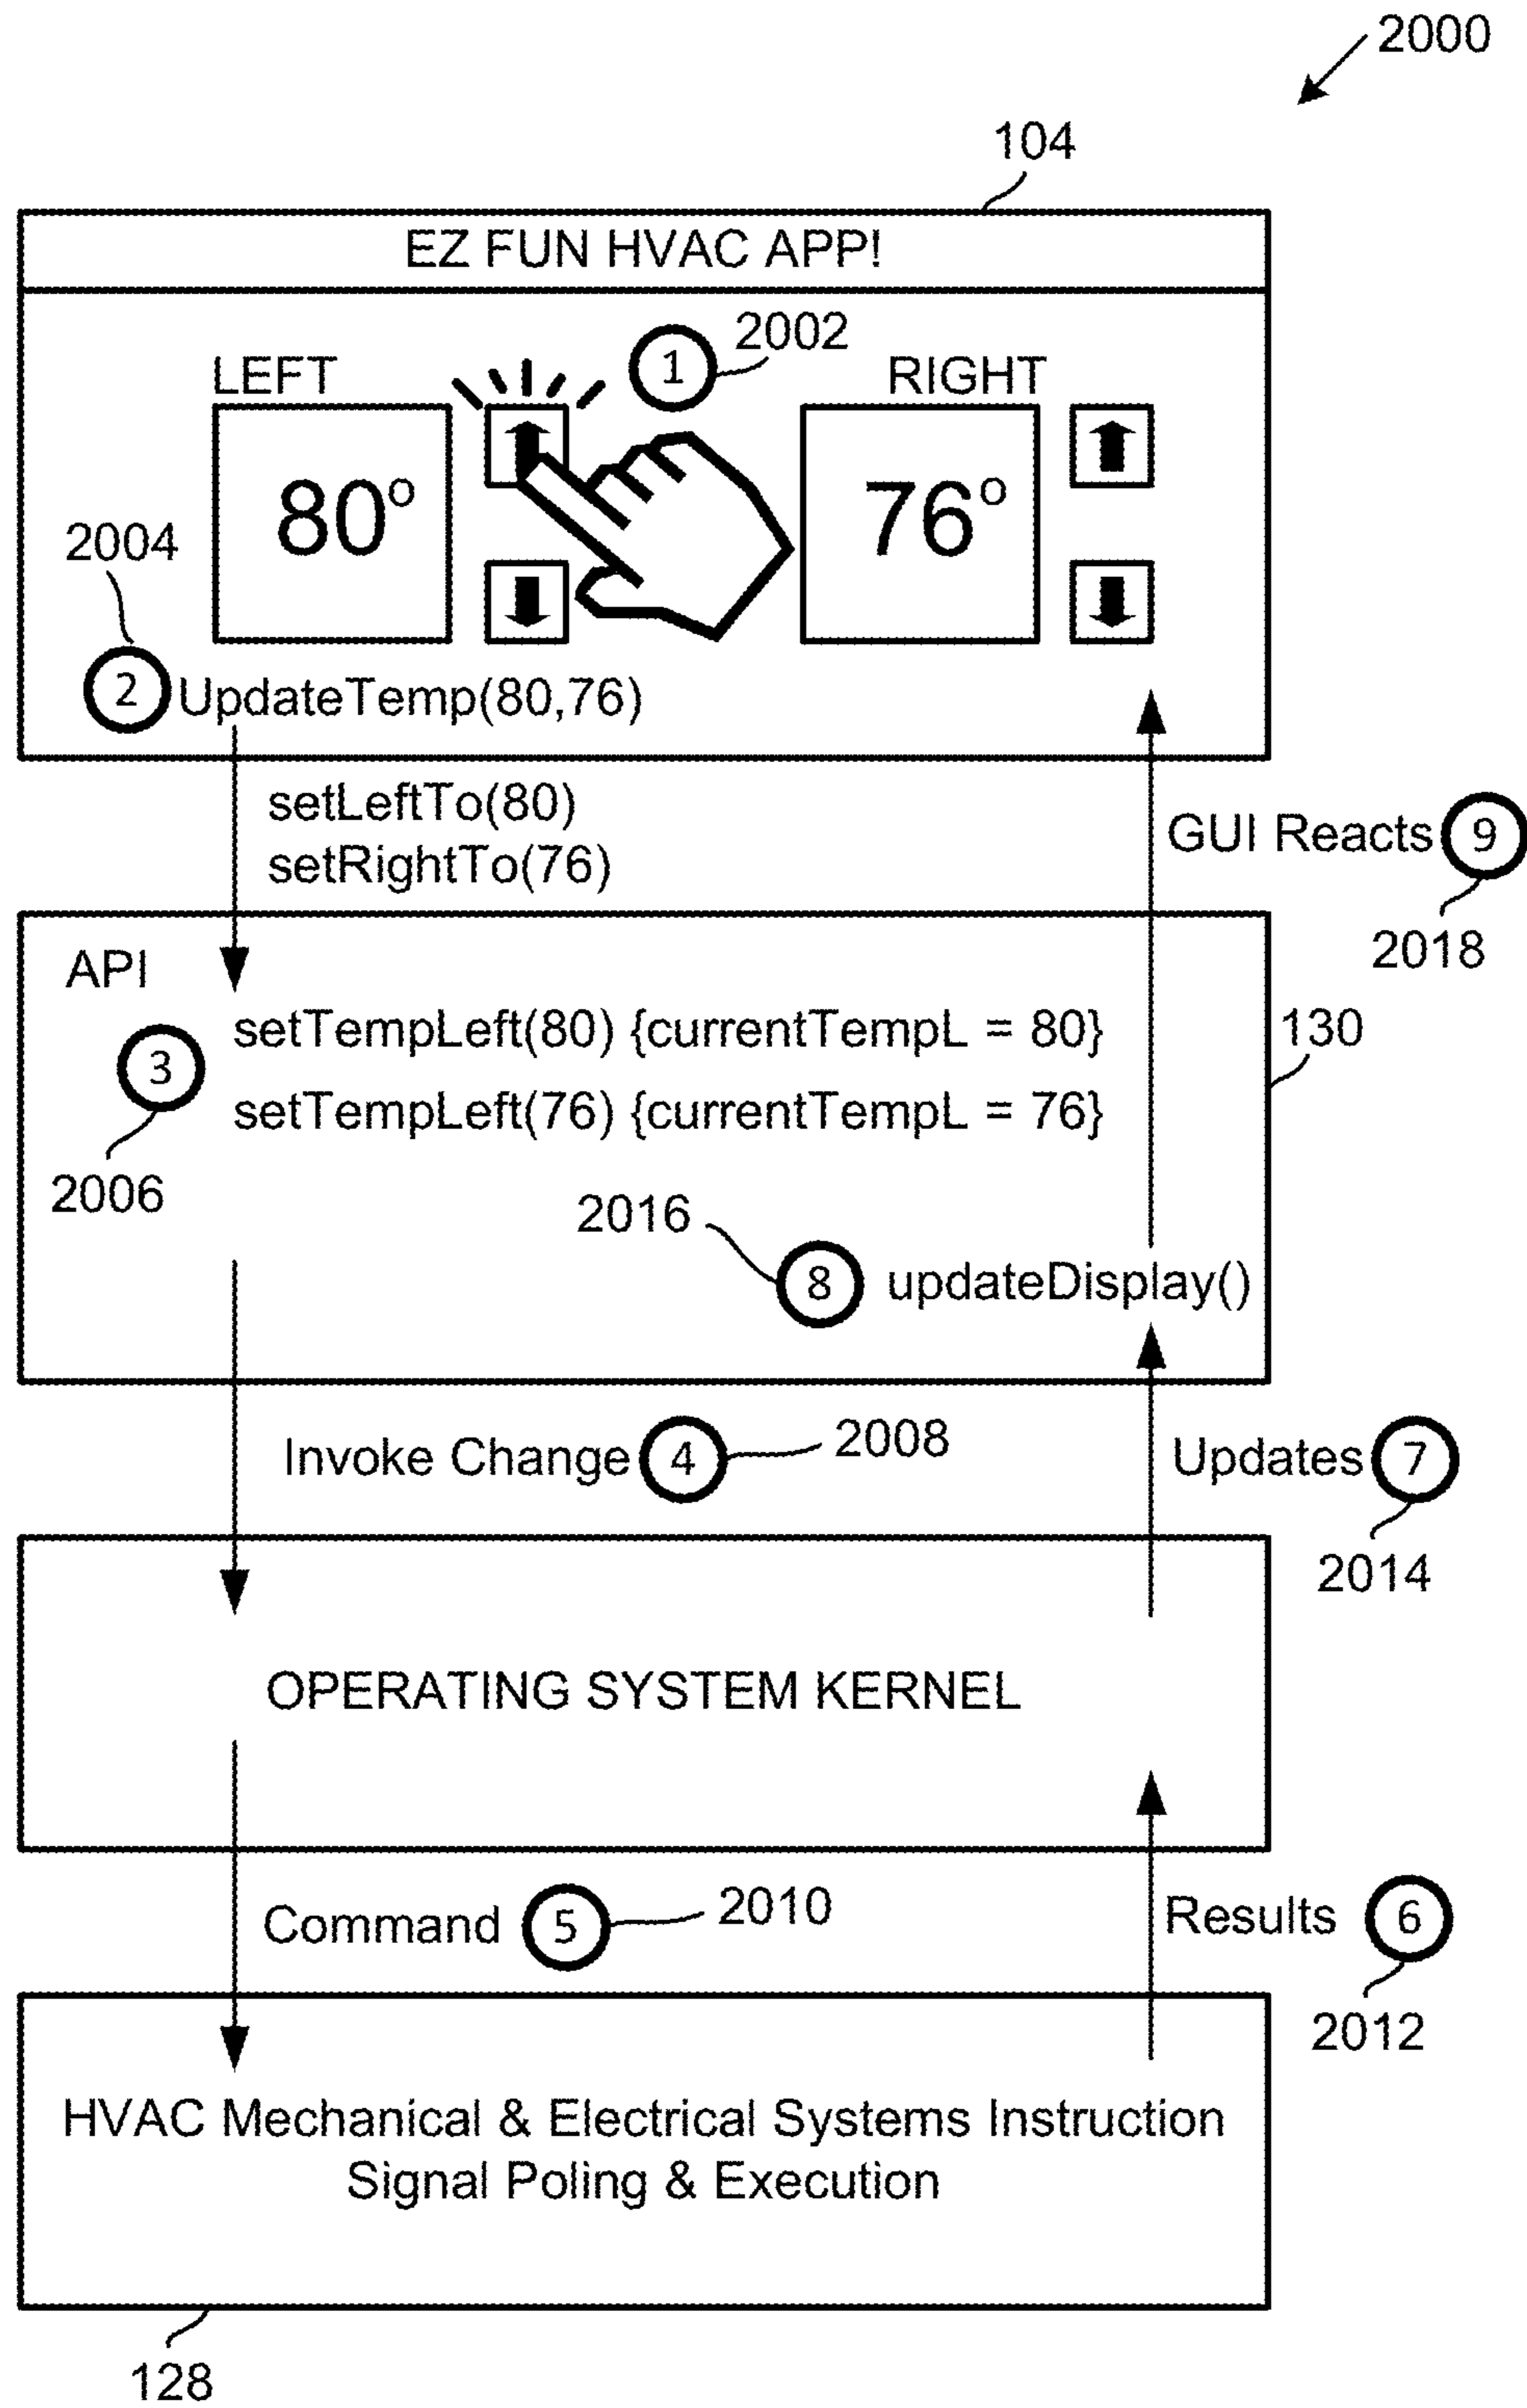 2000
104
EZ FUN HVAC APP!
1 2002
LEFT
RIGHT
80°
76°
2004
2 UpdateTemp(80,76)
setLeftTo(80)
setRightTo(76)
GUI Reacts 9
2018
API
130
3
setTempLeft(80) {currentTempL = 80}
setTempLeft(76) {currentTempL = 76}
2006
2016
8 updateDisplay()
Invoke Change 4 2008
Updates 7
2014
OPERATING SYSTEM KERNEL
Command 5 2010
Results 6
2012
HVAC Mechanical & Electrical Systems Instruction
Signal Poling & Execution
128